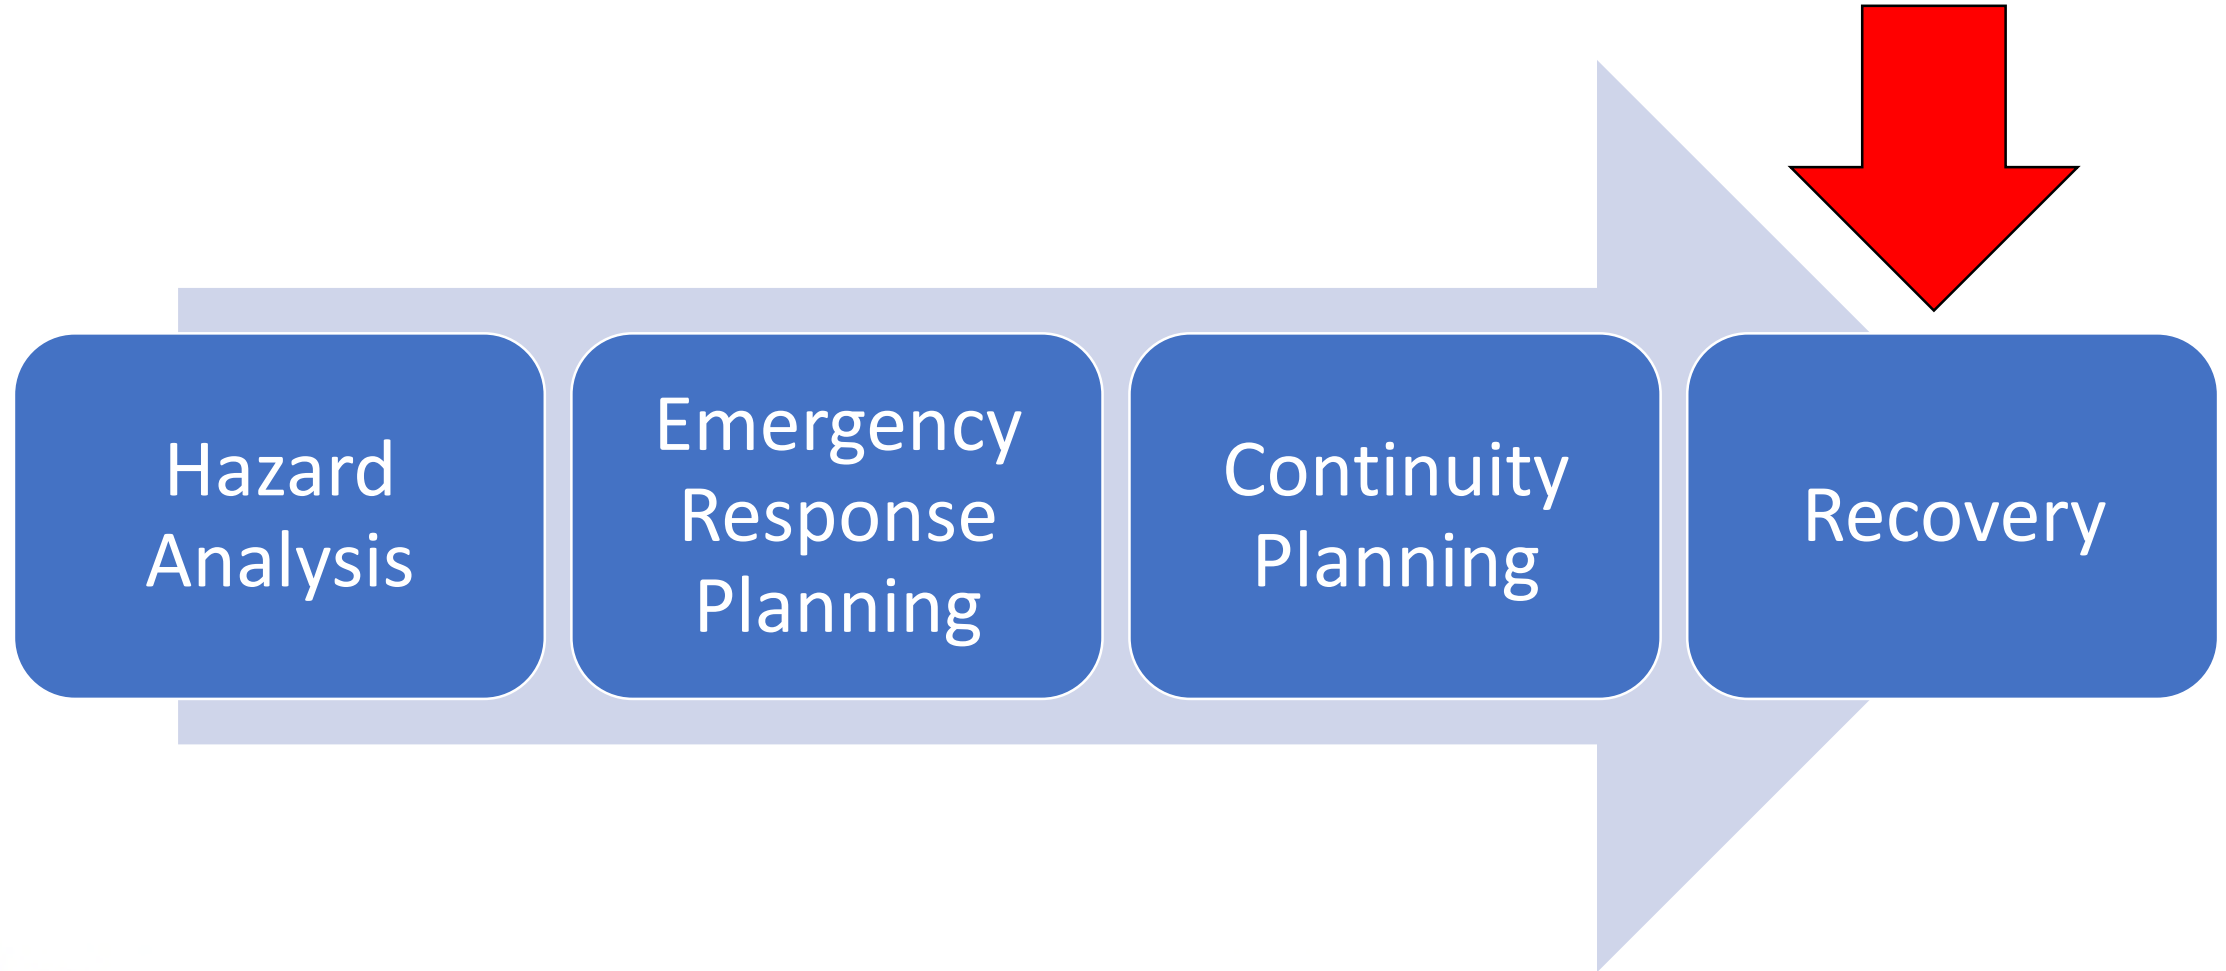 Hazard
Analysis
Emergency
Response
Planning
Continuity
Planning
Recovery